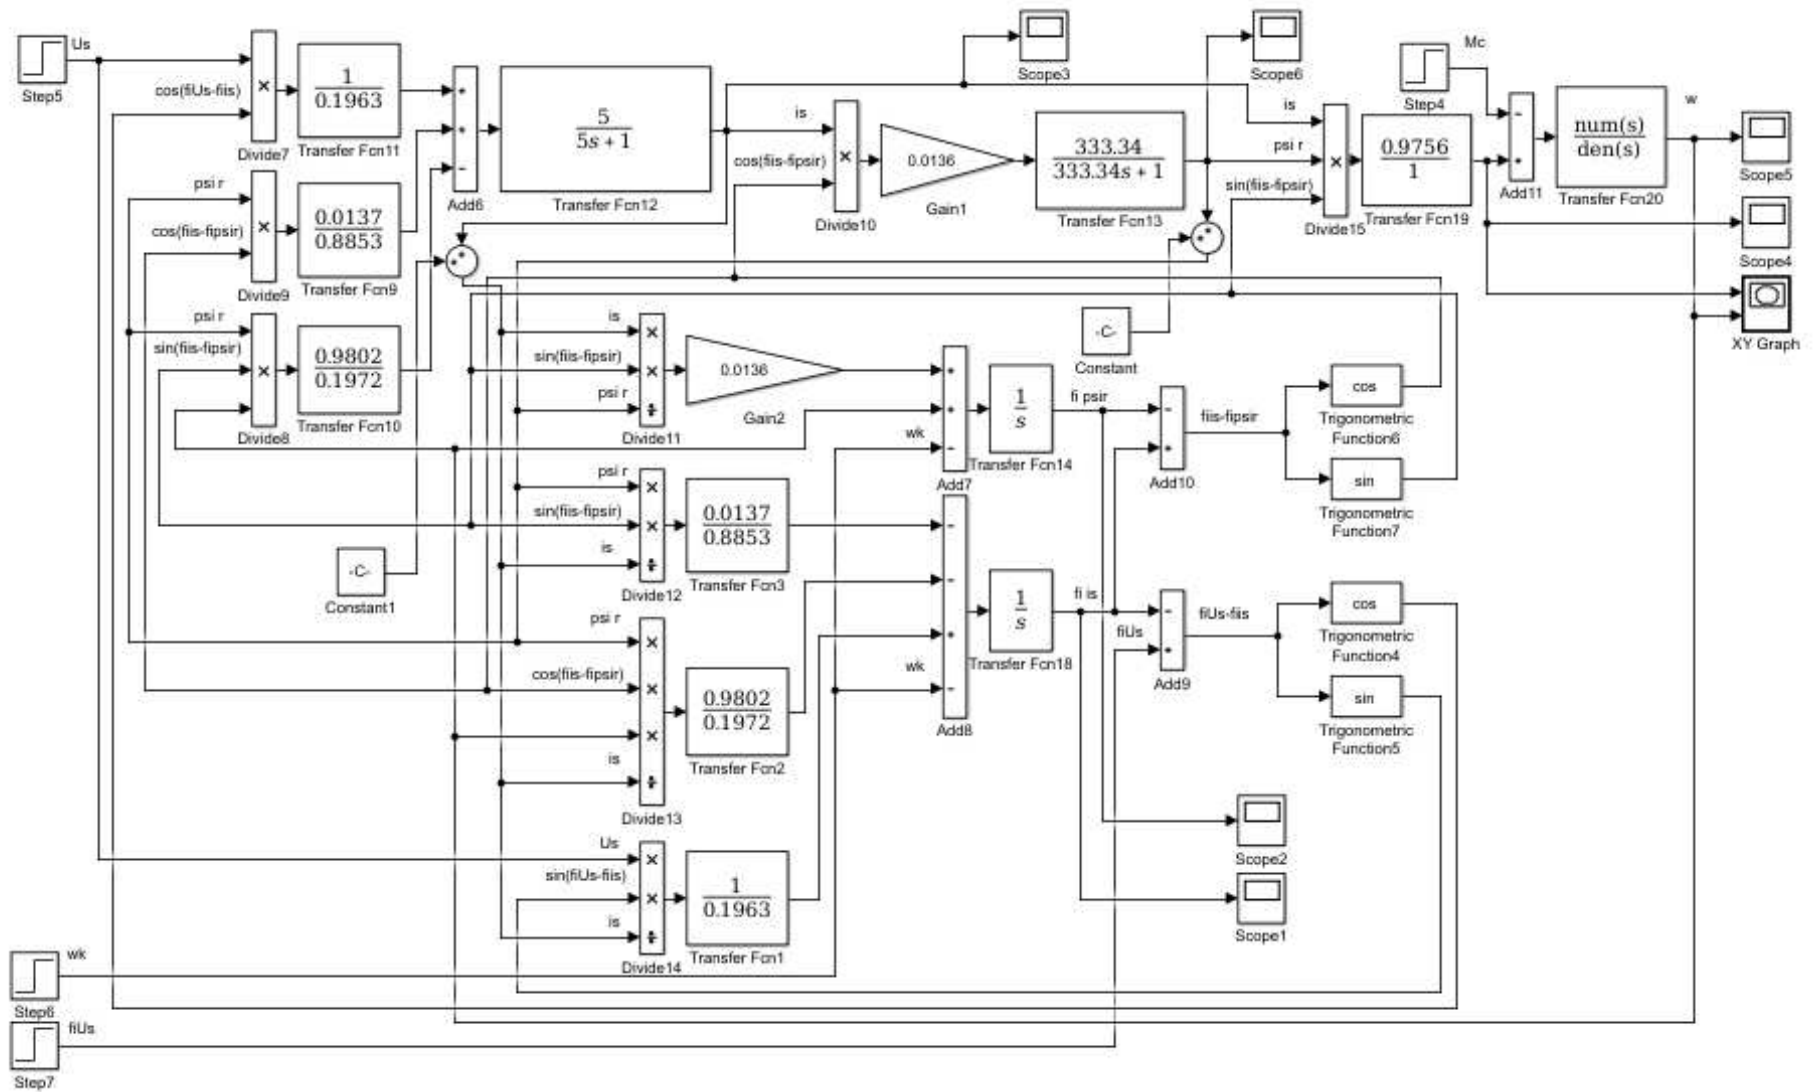 Us
Step5
cos(fiUs-fiis)
×
Divide7
1
0.1963
Transfer Fcn11
psi r
cos(fiis-fipsir)
×
Divide9
0.0137
0.8853
Transfer Fcn9
psi r
sin(fiis-fipsir)
×
Divide8
0.9802
0.1972
Transfer Fcn10
+
+
-
Add6
5
5s + 1
Transfer Fcn12
Scope3
is
cos(fiis-fipsir)
×
Divide10
0.0136
Gain1
333.34
333.34s + 1
Transfer Fcn13
Scope6
is
psi r
sin(fiis-fipsir)
×
Divide15
0.9756
1
Transfer Fcn19
Mc
Step4
-
+
Add11
num(s)
den(s)
Transfer Fcn20
w
Scope5
Scope4
XY Graph
-C-
Constant
-C-
Constant1
is
sin(fiis-fipsir)
psi r
×
×
÷
Divide11
0.0136
Gain2
wk
+
+
-
Add7
1
s
Transfer Fcn14
fi psir
-
+
Add10
fiis-fipsir
cos
Trigonometric
Function6
sin
Trigonometric
Function7
psi r
sin(fiis-fipsir)
is
×
×
÷
Divide12
0.0137
0.8853
Transfer Fcn3
psi r
cos(fiis-fipsir)
is
×
×
×
÷
Divide13
0.9802
0.1972
Transfer Fcn2
wk
-
-
+
-
Add8
1
s
Transfer Fcn18
fi is
fiUs
-
+
Add9
fiUs-fiis
cos
Trigonometric
Function4
sin
Trigonometric
Function5
Us
sin(fiUs-fiis)
is
×
×
÷
Divide14
1
0.1963
Transfer Fcn1
Scope2
Scope1
wk
Step6
fiUs
Step7